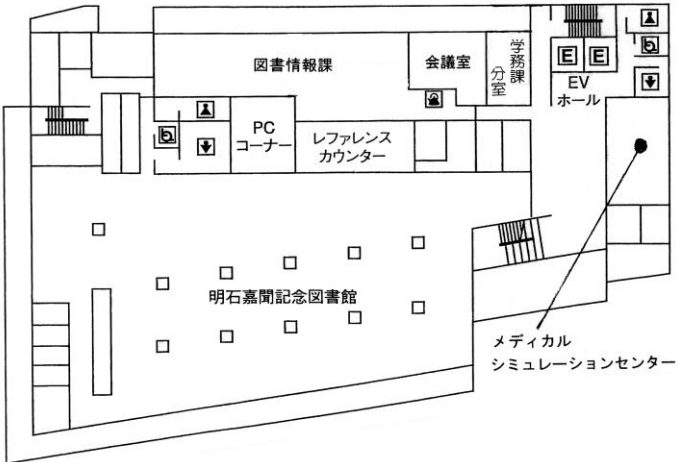 図書情報課
会議室
学務課
分室
E E
EV
ホール
PC
コーナー
レファレンス
カウンター
明石嘉聞記念図書館
メディカル
シミュレーションセンター